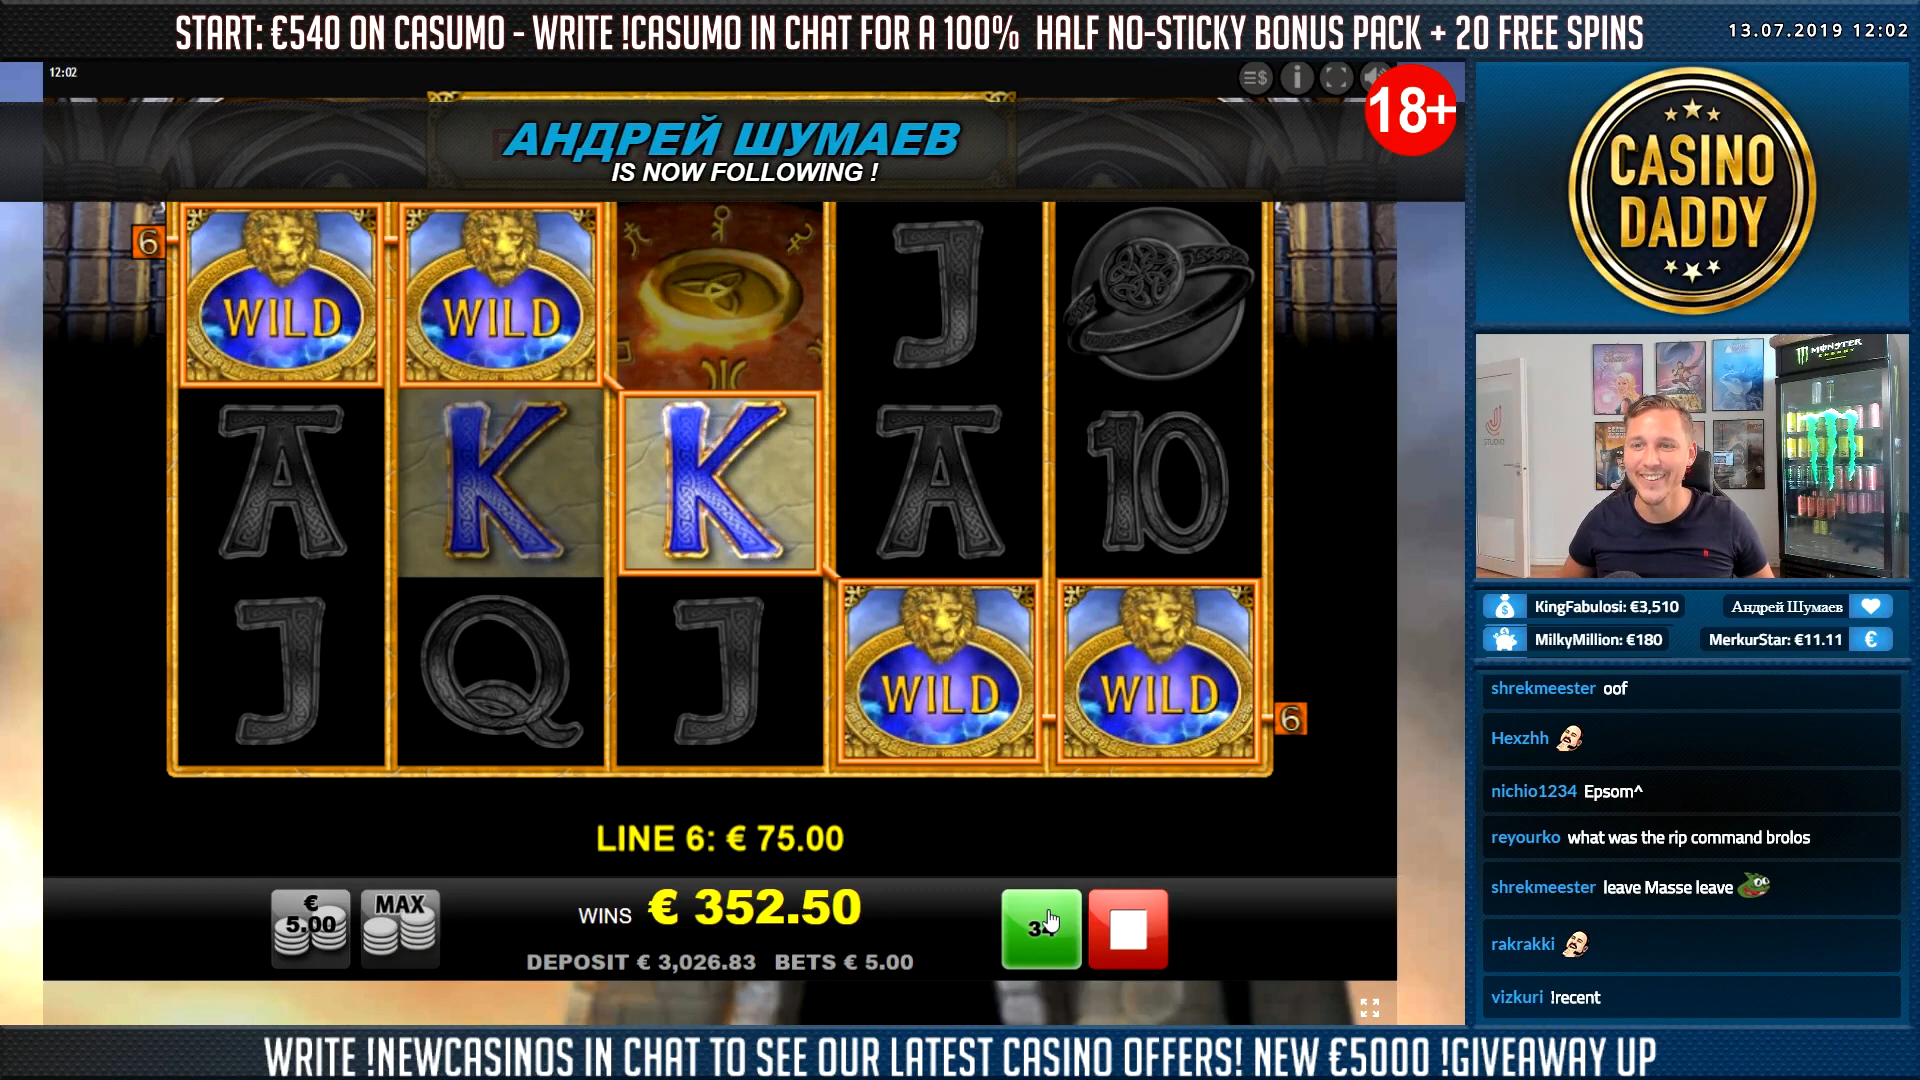 START: €540 ON CASUMO - WRITE !CASUMO IN CHAT FOR A 100% HALF NO-STICKY BONUS PACK + 20 FREE SPINS
13.07.2019 12:02
12:02
18+
АНДРЕЙ ШУМАЕВ
IS NOW FOLLOWING !
CASINO
DADDY
MONSTER
ENERGY
STUDIO
6
WILD
WILD
J
A
K
K
A
10
J
Q
J
WILD
WILD
6
LINE 6: € 75.00
€
5.00
MAX
WINS € 352.50
DEPOSIT € 3,026.83 BETS € 5.00
KingFabulosi: €3,510
Андрей Шумаев
MilkyMillion: €180
MerkurStar: €11.11
€
shrekmeester oof
Hexzhh
nichio1234 Epsom^
reyourko what was the rip command brolos
shrekmeester leave Masse leave
rakrakki
vizkuri !recent
WRITE !NEWCASINOS IN CHAT TO SEE OUR LATEST CASINO OFFERS! NEW €5000 !GIVEAWAY UP